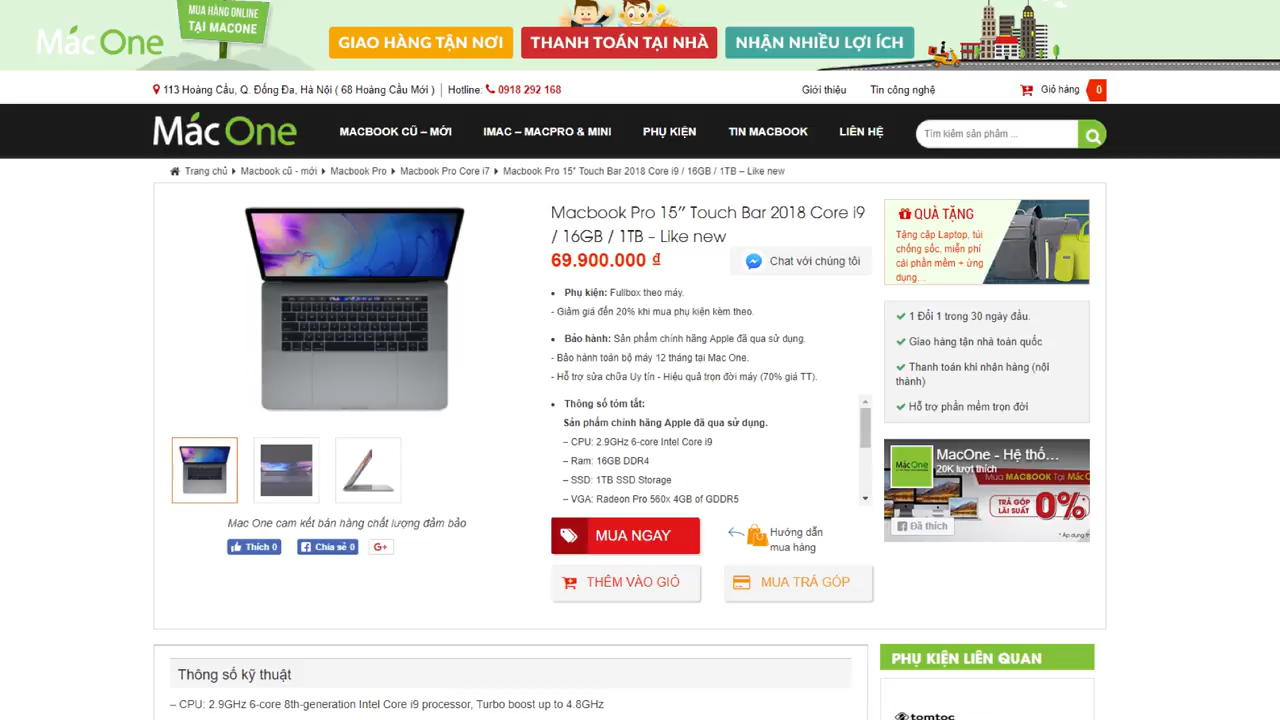 Mác One
MUA HÀNG ONLINE
TẠI MACONE
GIAO HÀNG TẬN NƠI
THANH TOÁN TẠI NHÀ
NHẬN NHIỀU LỢI ÍCH
113 Hoàng Cầu, Q. Đống Đa, Hà Nội ( 68 Hoàng Cầu Mới ) | Hotline: 0918 292 168
Giới thiệu
Tin công nghệ
Giỏ hàng 0
Mác One
MACBOOK CŨ – MỚI
IMAC – MACPRO & MINI
PHỤ KIỆN
TIN MACBOOK
LIÊN HỆ
Tìm kiếm sản phẩm ...
Trang chủ
Macbook cũ - mới
Macbook Pro
Macbook Pro Core i7
Macbook Pro 15" Touch Bar 2018 Core i9 / 16GB / 1TB – Like new
Macbook Pro 15″ Touch Bar 2018 Core i9
/ 16GB / 1TB – Like new
69.900.000 ₫
Chat với chúng tôi
• Phụ kiện: Fullbox theo máy.
- Giảm giá đến 20% khi mua phụ kiện kèm theo.
• Bảo hành: Sản phẩm chính hãng Apple đã qua sử dụng.
- Bảo hành toàn bộ máy 12 tháng tại Mac One.
- Hỗ trợ sửa chữa Uy tín - Hiệu quả trọn đời máy (70% giá TT).
• Thông số tóm tắt:
Sản phẩm chính hãng Apple đã qua sử dụng.
– CPU: 2.9GHz 6-core Intel Core i9
– Ram: 16GB DDR4
– SSD: 1TB SSD Storage
– VGA: Radeon Pro 560x 4GB of GDDR5
Mac One cam kết bán hàng chất lượng đảm bảo
Thích 0
Chia sẻ 0
G+
MUA NGAY
Hướng dẫn
mua hàng
THÊM VÀO GIỎ
MUA TRẢ GÓP
QUÀ TẶNG
Tặng cặp Laptop, túi
chống sốc, miễn phí
cài phần mềm + ứng
dụng…
1 Đổi 1 trong 30 ngày đầu.
Giao hàng tận nhà toàn quốc
Thanh toán khi nhận hàng (nội
thành)
Hỗ trợ phần mềm trọn đời
Mác One
MacOne - Hệ thố...
20K lượt thích
Mua MACBOOK Tại Mác
TRẢ GÓP
LÃI SUẤT
0%
Đã thích
* Áp dụng
Thông số kỹ thuật
– CPU: 2.9GHz 6-core 8th-generation Intel Core i9 processor, Turbo boost up to 4.8GHz
PHỤ KIỆN LIÊN QUAN
tomtoc